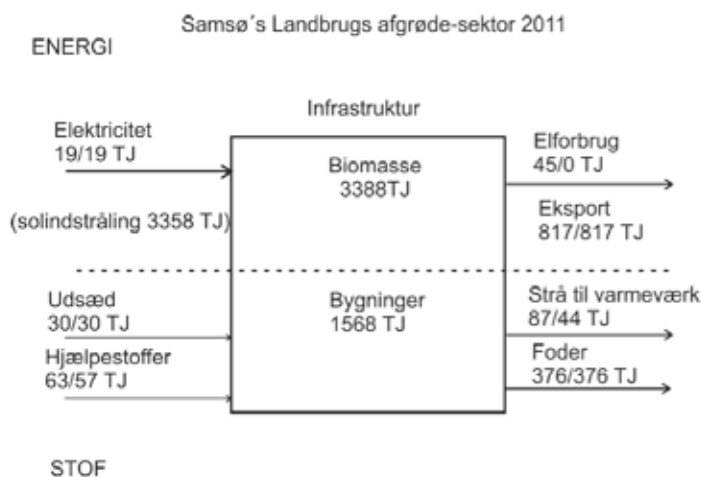 Samsø´s Landbrugs afgrøde-sektor 2011
ENERGI
Infrastruktur
Elektricitet
19/19 TJ
(solindstråling 3358 TJ)
Biomasse
3388TJ
Elforbrug
45/0 TJ
Eksport
817/817 TJ
Udsæd
30/30 TJ
Hjælpestoffer
63/57 TJ
Bygninger
1568 TJ
Strå til varmeværk
87/44 TJ
Foder
376/376 TJ
STOF